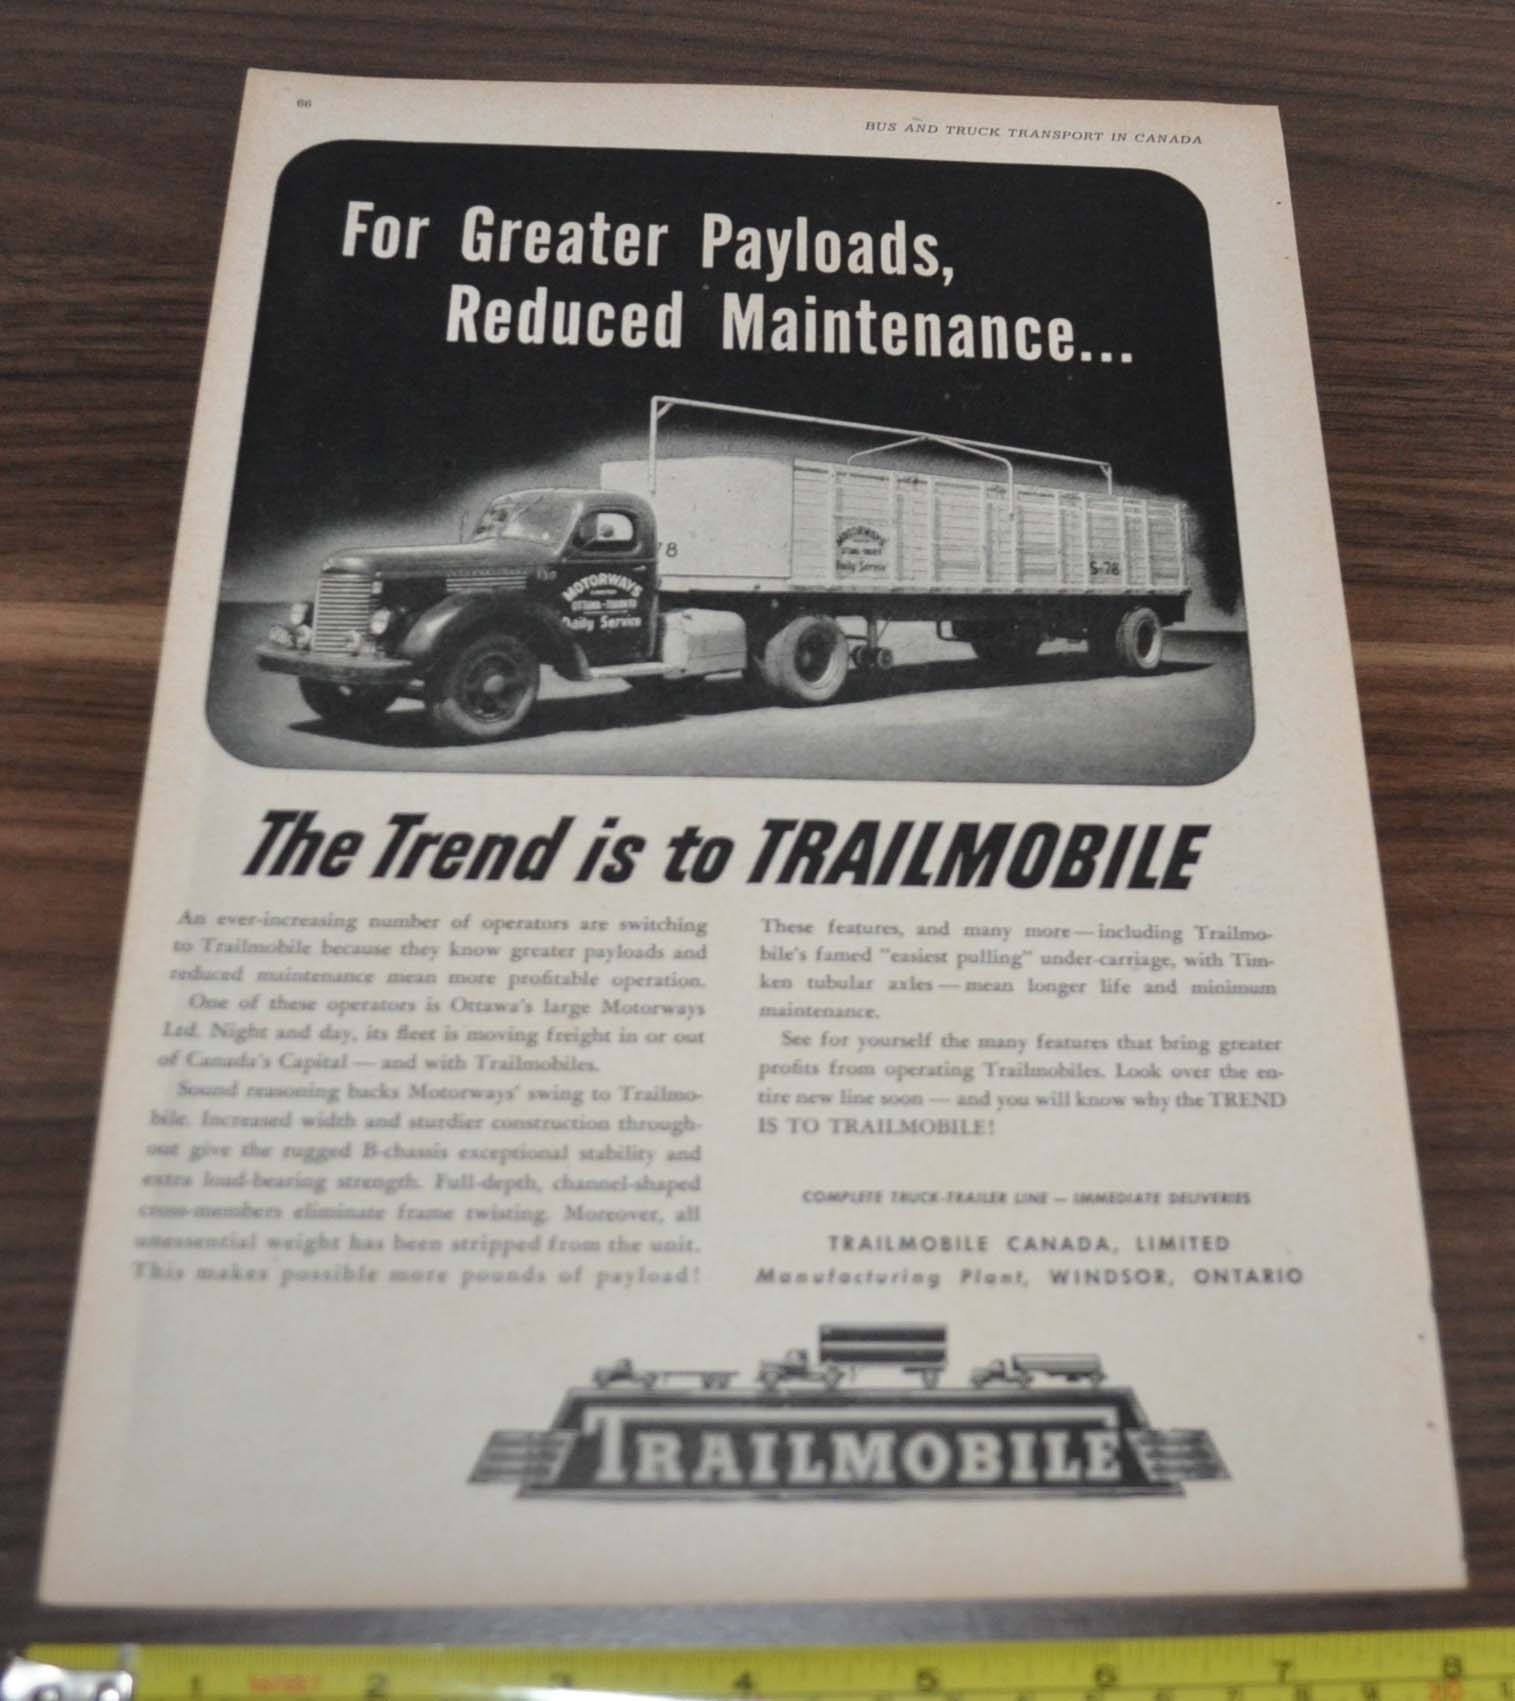 66
BUS AND TRUCK TRANSPORT IN CANADA
For Greater Payloads,
Reduced Maintenance...
78
130
MOTORWAYS
LIMITED
OTTAWA-TORONTO
Daily Service
MOTORWAYS
Daily Service
S-78
The Trend is to TRAILMOBILE
An ever-increasing number of operators are switching
to Trailmobile because they know greater payloads and
reduced maintenance mean more profitable operation.
One of these operators is Ottawa's large Motorways
Ltd. Night and day, its fleet is moving freight in or out
of Canada's Capital — and with Trailmobiles.
Sound reasoning backs Motorways' swing to Trailmo-
bile. Increased width and sturdier construction through-
out give the rugged B-chassis exceptional stability and
extra load-bearing strength. Full-depth, channel-shaped
cross-members eliminate frame twisting. Moreover, all
unessential weight has been stripped from the unit.
This makes possible more pounds of payload!
These features, and many more — including Trailmo-
bile's famed "easiest pulling" under-carriage, with Tim-
ken tubular axles — mean longer life and minimum
maintenance.
See for yourself the many features that bring greater
profits from operating Trailmobiles. Look over the en-
tire new line soon — and you will know why the TREND
IS TO TRAILMOBILE!
COMPLETE TRUCK-TRAILER LINE — IMMEDIATE DELIVERIES
TRAILMOBILE CANADA, LIMITED
Manufacturing Plant, WINDSOR, ONTARIO
TRAILMOBILE
1 2 3 4 5 6 7 8